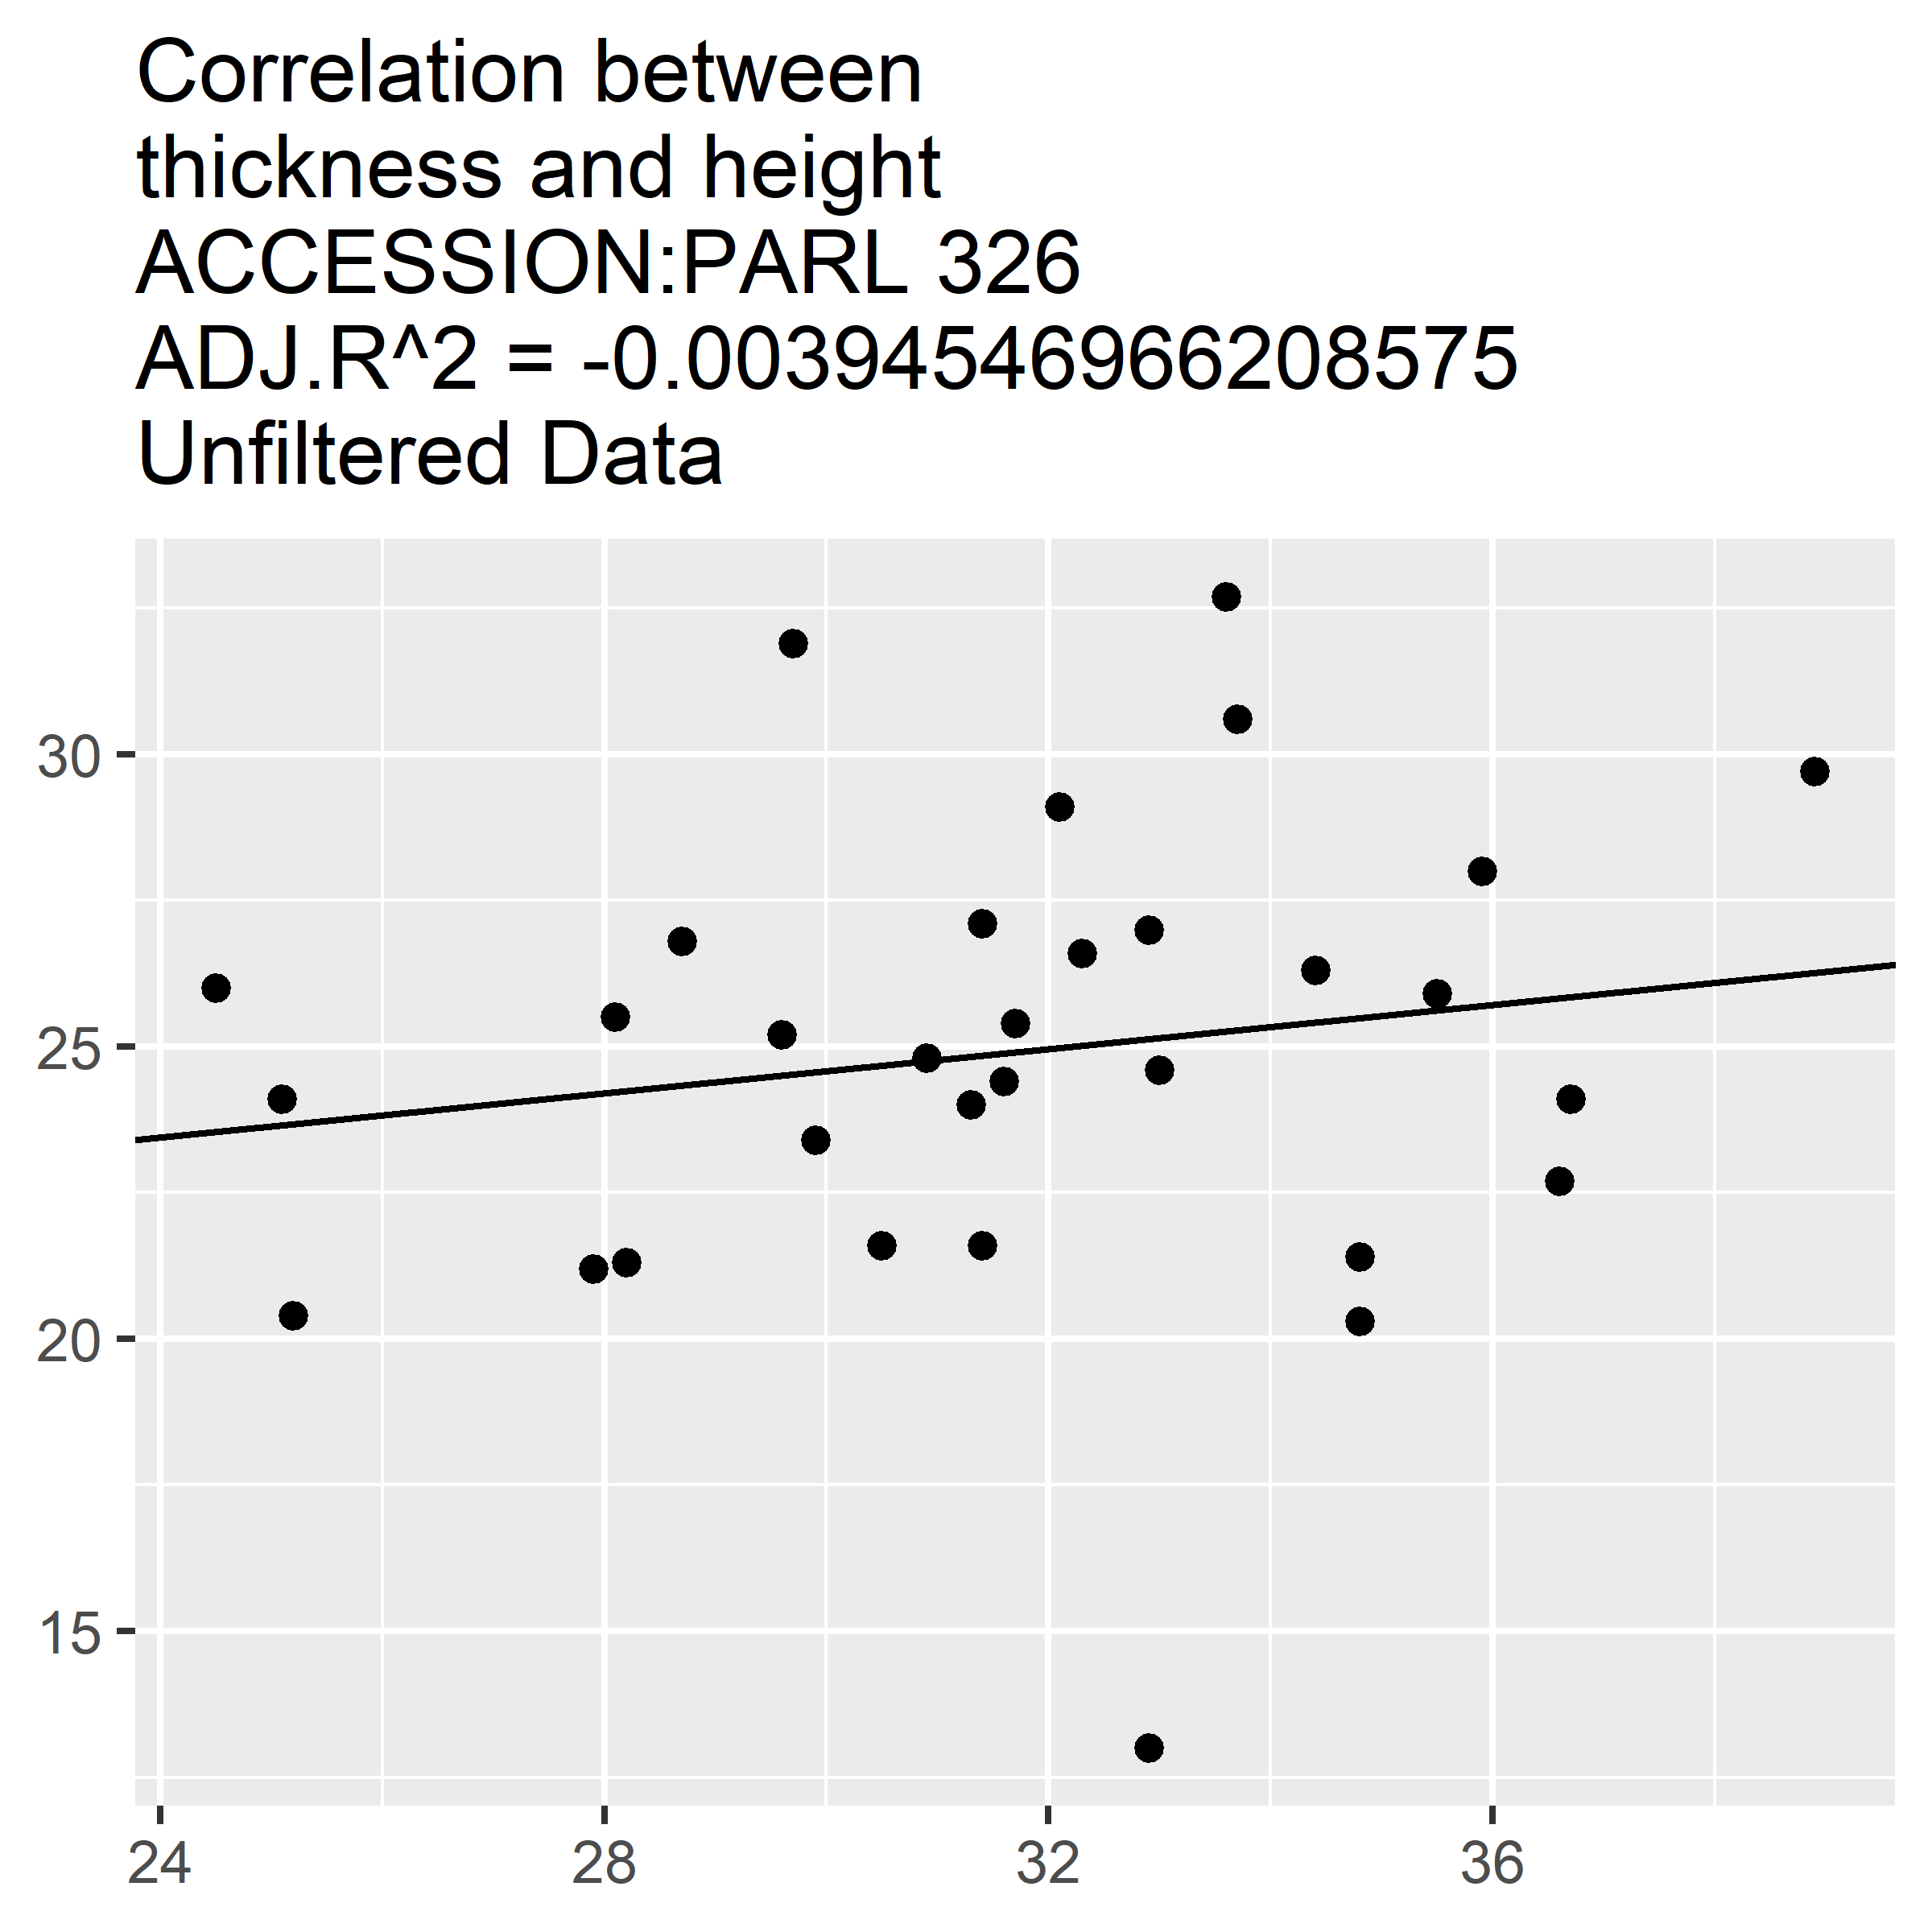 Correlation between
thickness and height
ACCESSION:PARL 326
ADJ.R^2 = -0.00394546966208575
Unfiltered Data
30
25
20
15
24 28 32 36